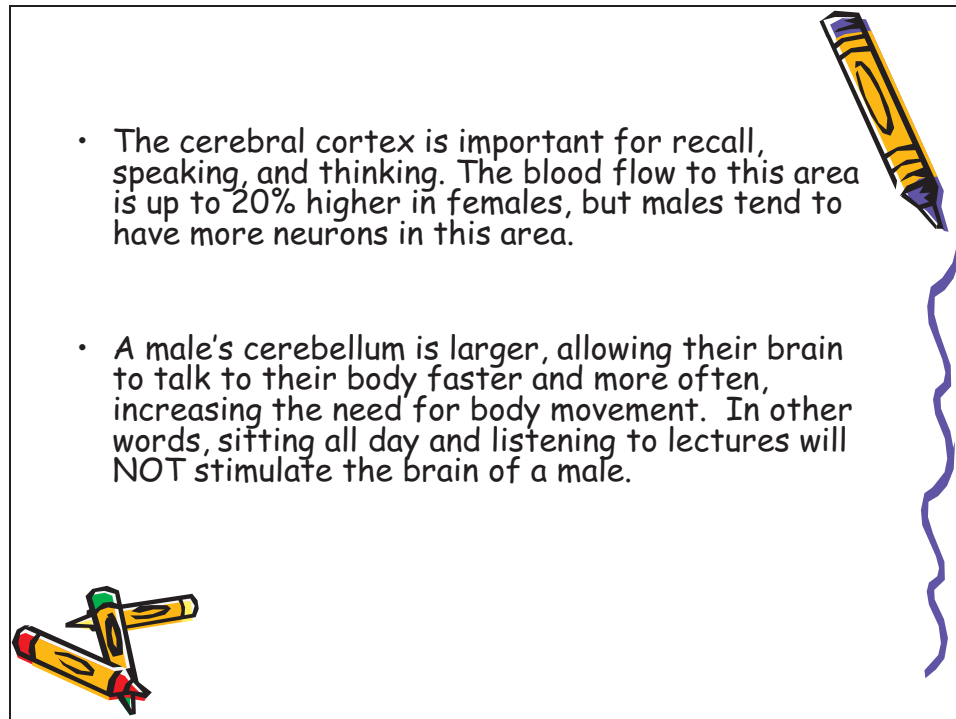 • The cerebral cortex is important for recall,
speaking, and thinking. The blood flow to this area
is up to 20% higher in females, but males tend to
have more neurons in this area.
• A male's cerebellum is larger, allowing their brain
to talk to their body faster and more often,
increasing the need for body movement.  In other
words, sitting all day and listening to lectures will
NOT stimulate the brain of a male.